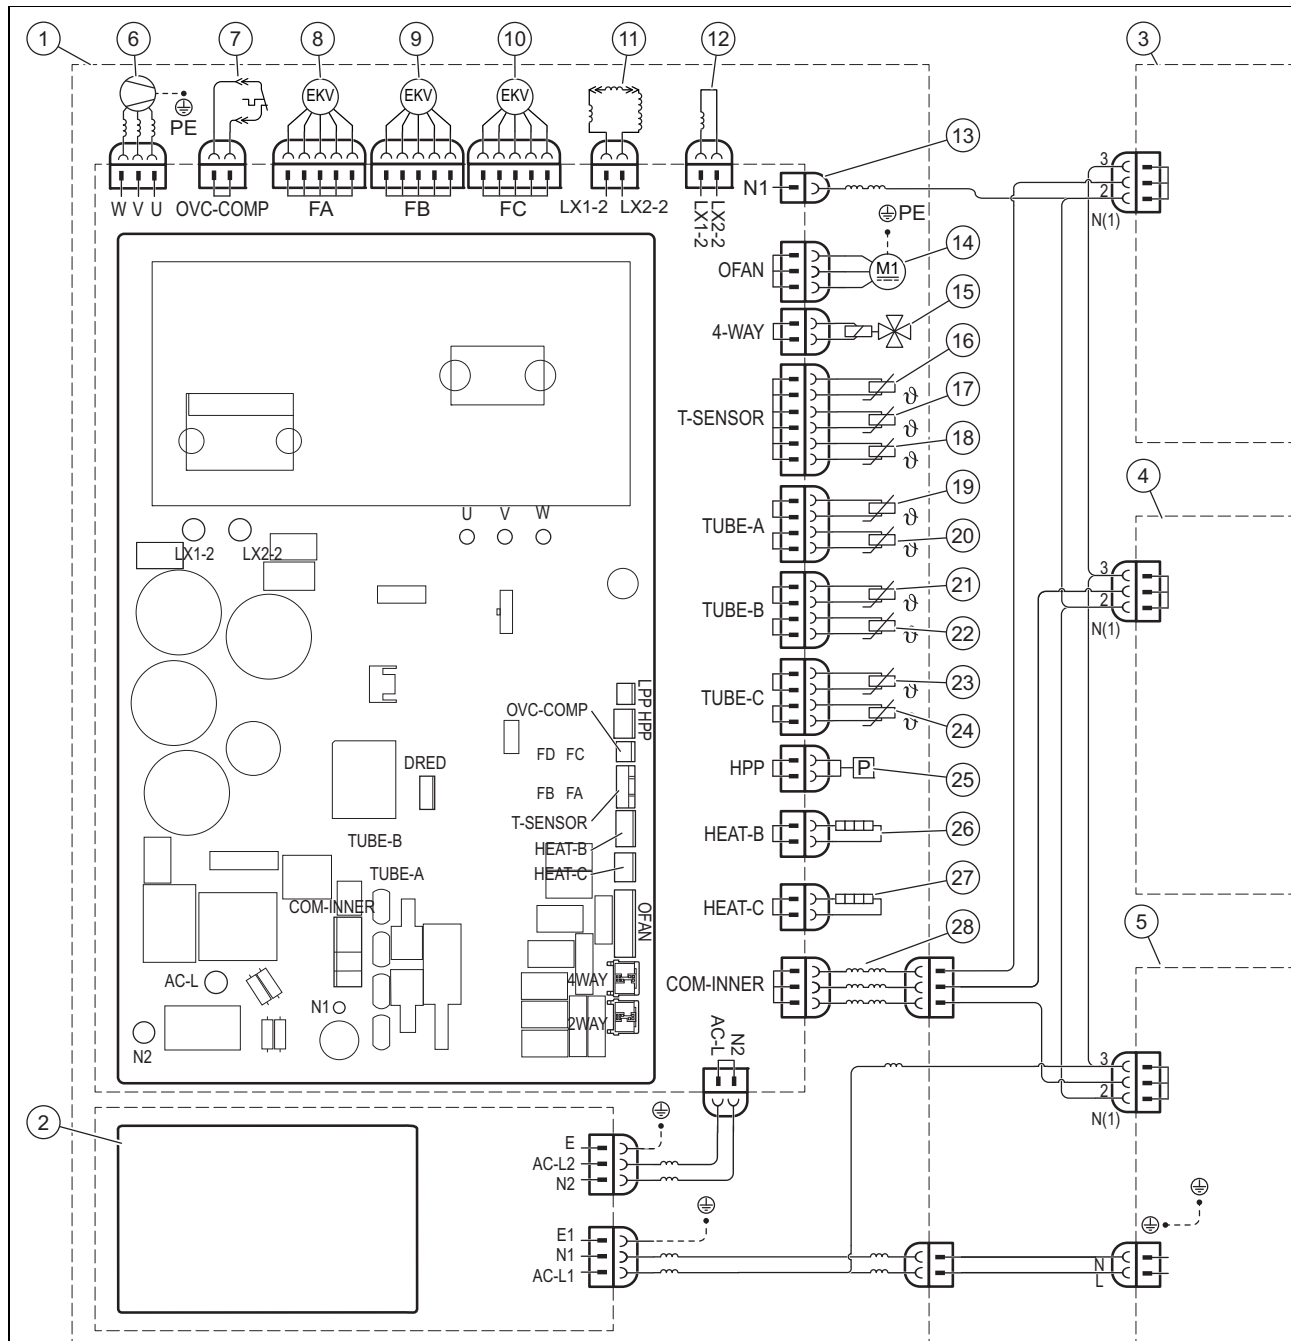 1
6
7
8
9
10
11
12
3
EKV
EKV
EKV
PE
W V U
OVC-COMP
FA
FB
FC
LX1-2
LX2-2
LX1-2
LX2-2
N1
13
3
2
N(1)
PE
OFAN
M1
14
4-WAY
15
T-SENSOR
16
ϑ
17
ϑ
18
ϑ
4
TUBE-A
19
ϑ
20
ϑ
U
V
W
LX1-2
LX2-2
TUBE-B
21
ϑ
22
ϑ
3
2
N(1)
TUBE-C
23
ϑ
24
ϑ
LPP HPP
OVC-COMP
FD FC
DRED
FB FA
T-SENSOR
HPP
P
25
TUBE-B
HEAT-B
HEAT-B
26
TUBE-A
HEAT-C
COM-INNER
OFAN
HEAT-C
27
28
5
AC-L
4WAY
COM-INNER
N1
2WAY
N2
AC-L
N2
3
2
N(1)
2
E
AC-L2
N2
E1
N1
AC-L1
N
L